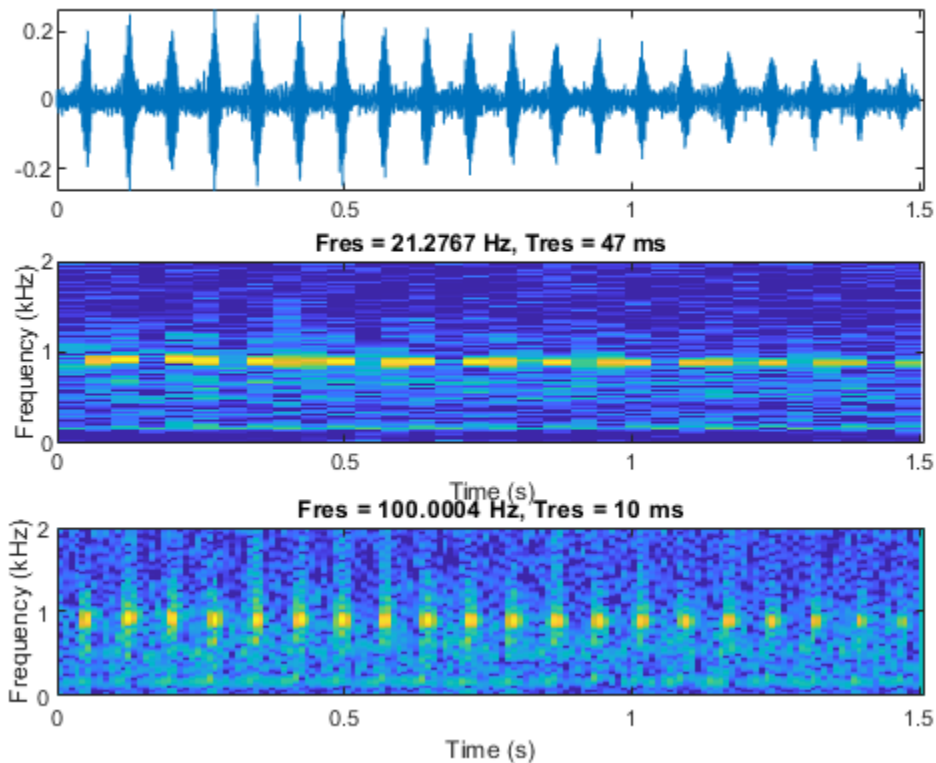 0.2
0
-0.2
0 0.5 1 1.5
Fres = 21.2767 Hz, Tres = 47 ms
Frequency (kHz)
2
1
0
0 0.5 1 1.5
Time (s)
Fres = 100.0004 Hz, Tres = 10 ms
Frequency (kHz)
2
1
0
0 0.5 1 1.5
Time (s)